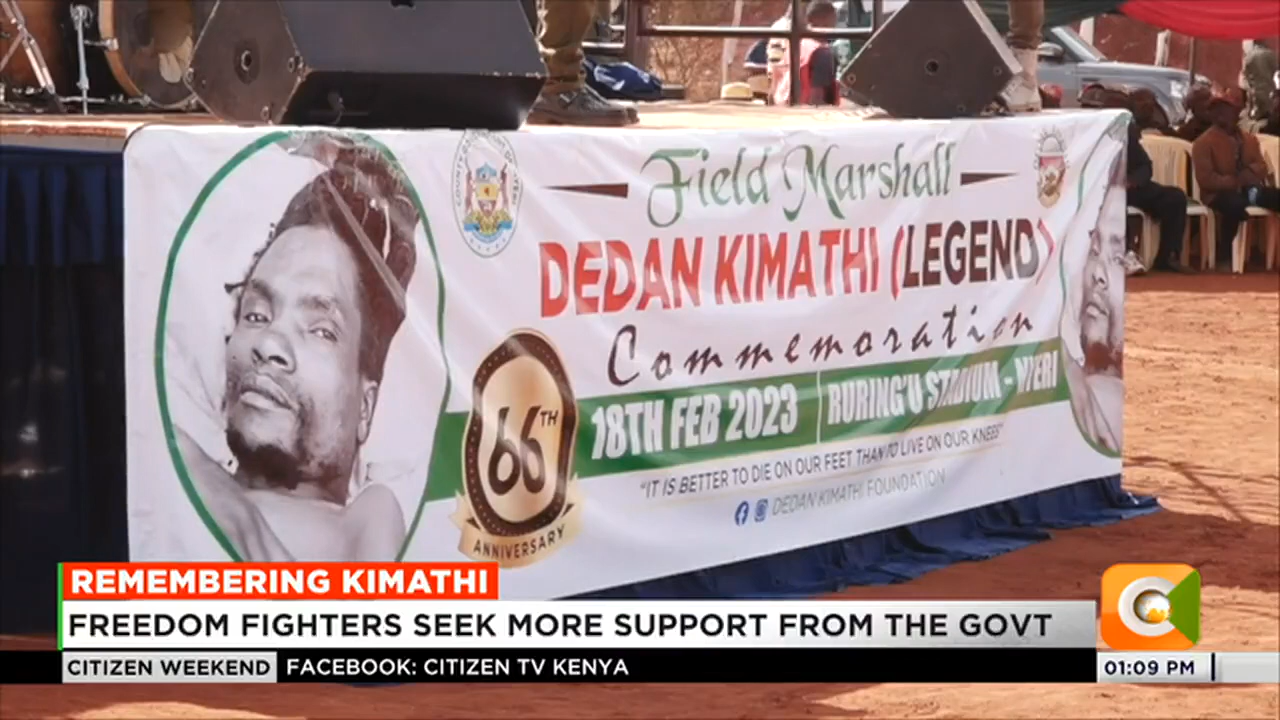 Field Marshall
DEDAN KIMATHI (LEGEND)
Commemoration
66TH
ANNIVERSARY
18TH FEB 2023 | RURING'U STADIUM - NYERI
"IT IS BETTER TO DIE ON OUR FEET THAN TO LIVE ON OUR KNEES"
DEDAN KIMATHI FOUNDATION
REMEMBERING KIMATHI
FREEDOM FIGHTERS SEEK MORE SUPPORT FROM THE GOVT
CITIZEN WEEKEND
FACEBOOK: CITIZEN TV KENYA
01:09 PM